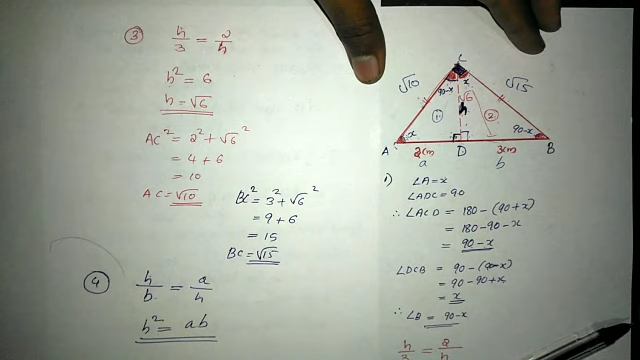 ③ h/3 = 2/h
h² = 6
h = √6
AC² = 2² + √6²
= 4 + 6
= 10
AC = √10
BC² = 3² + √6²
= 9 + 6
= 15
BC = √15
④ h/b = a/h
h² = ab
C
√10 √15
90-x x
√6
h
① ②
x 90-x
A 2cm D 3cm B
a b
1) ∠A = x
∠ADC = 90
∴ ∠ACD = 180 - (90+x)
= 180 - 90 - x
= 90 - x
∠DCB = 90 - (90-x)
= 90 - 90 + x
= x
∴ ∠B = 90-x
h/3 = 2/h